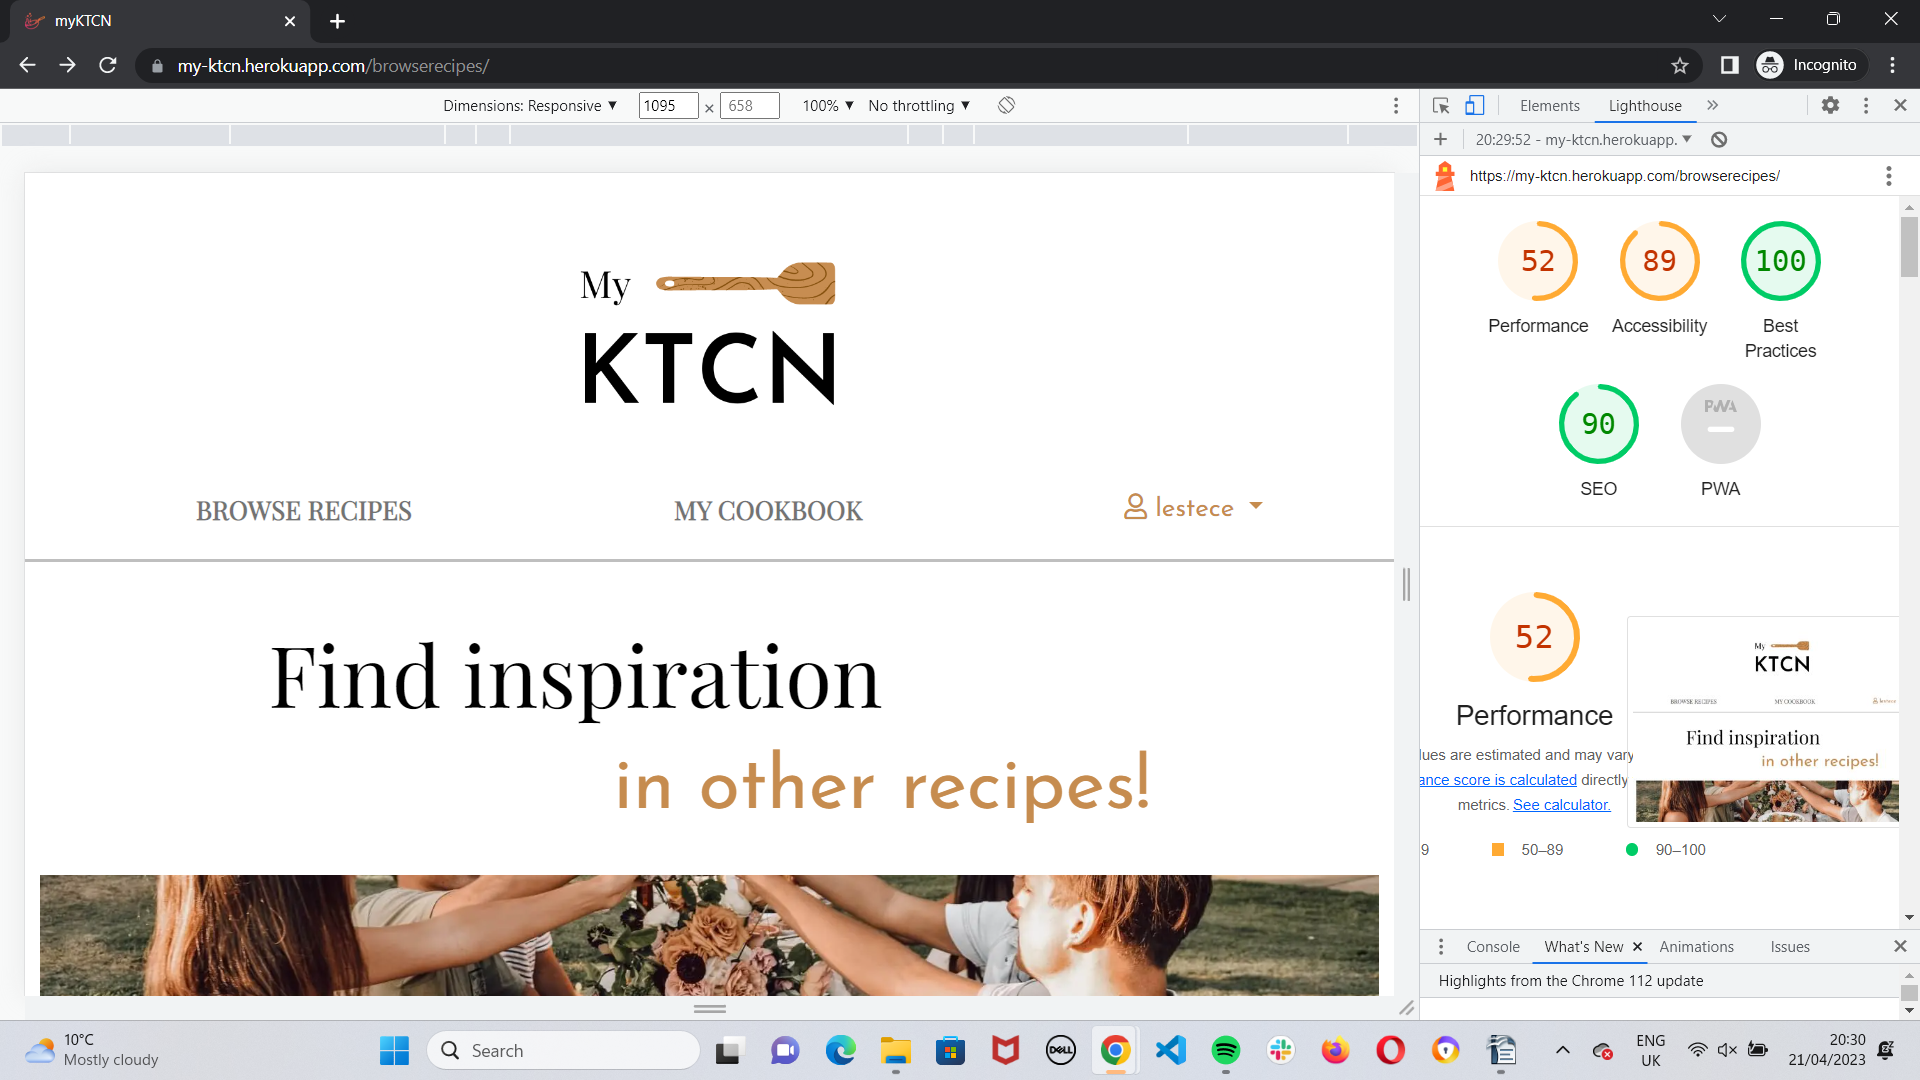 myKTCN
my-ktcn.herokuapp.com/browserecipes/
Incognito
Dimensions: Responsive
1095 × 658
100%
No throttling
Elements
Lighthouse
20:29:52 - my-ktcn.herokuapp.
https://my-ktcn.herokuapp.com/browserecipes/
My
KTCN
BROWSE RECIPES
MY COOKBOOK
lestece
Find inspiration
in other recipes!
52
89
100
Performance
Accessibility
Best
Practices
90
PWA
SEO
PWA
52
Performance
lues are estimated and may vary
ance score is calculated directly
metrics. See calculator.
9
50–89
90–100
My
KTCN
BROWSE RECIPES
MY COOKBOOK
lestece
Find inspiration
in other recipes!
Console
What's New
Animations
Issues
Highlights from the Chrome 112 update
10°C
Mostly cloudy
Search
DELL
ENG
UK
20:30
21/04/2023